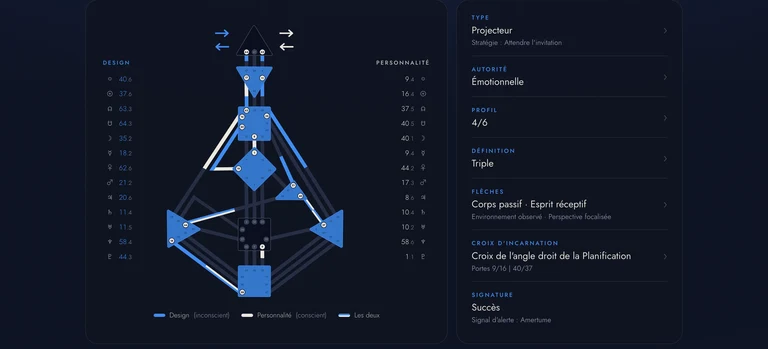 DESIGN
40.6
37.6
63.3
64.3
35.2
18.2
62.6
21.2
20.6
11.4
11.5
58.4
44.3
PERSONNALITÉ
9.4
16.4
37.5
40.5
40.1
9.4
44.2
17.3
8.6
10.4
10.2
58.6
1.1
Design (inconscient) Personnalité (conscient) Les deux
TYPE
Projecteur
Stratégie : Attendre l'invitation
AUTORITÉ
Émotionnelle
PROFIL
4/6
DÉFINITION
Triple
FLÈCHES
Corps passif · Esprit réceptif
Environnement observé · Perspective focalisée
CROIX D'INCARNATION
Croix de l'angle droit de la Planification
Portes 9/16 | 40/37
SIGNATURE
Succès
Signal d'alerte : Amertume